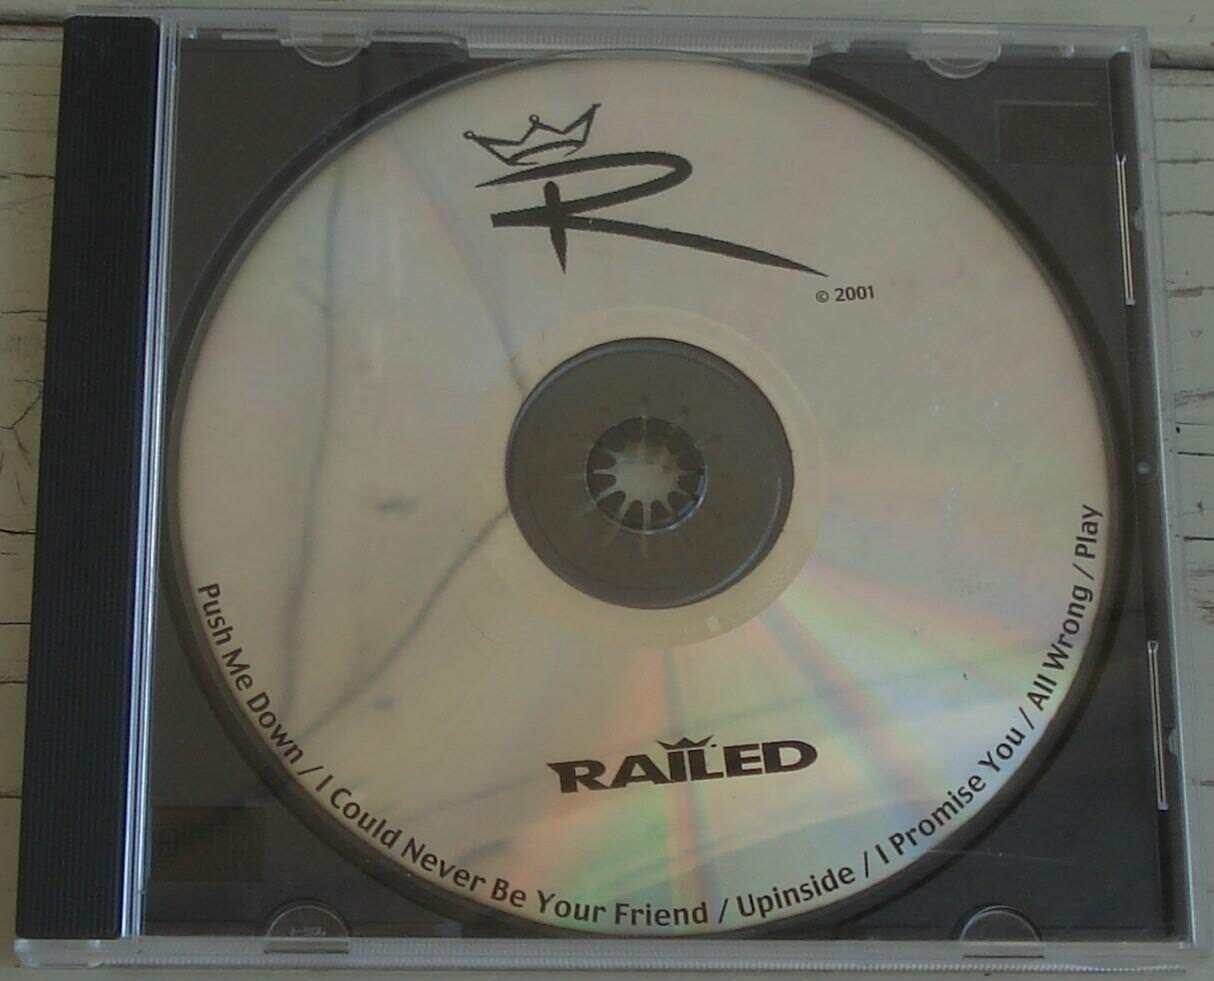 R
© 2001
RAILED
Push Me Down / I Could Never Be Your Friend / Upinside / I Promise You / All Wrong / Play